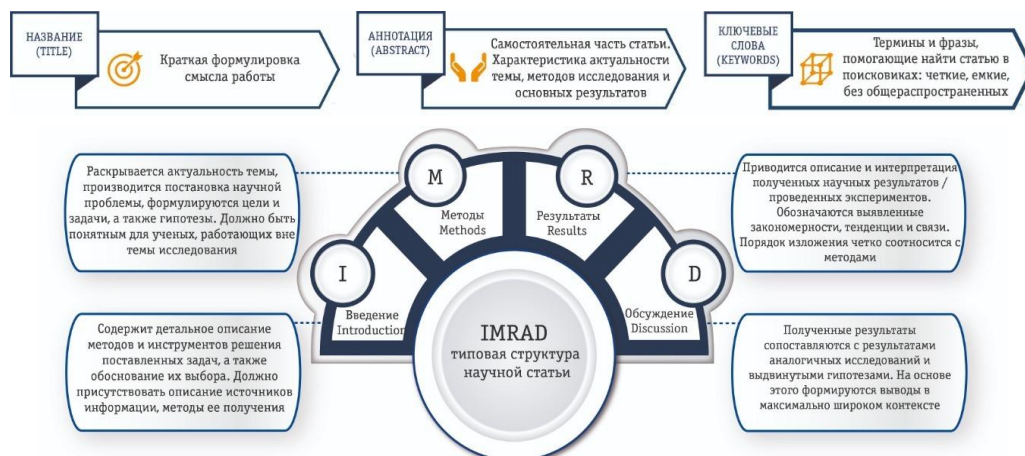 НАЗВАНИЕ
(TITLE)
Краткая формулировка
смысла работы
АННОТАЦИЯ
(ABSTRACT)
Самостоятельная часть статьи.
Характеристика актуальности
темы, методов исследования и
основных результатов
КЛЮЧЕВЫЕ
СЛОВА
(KEYWORDS)
Термины и фразы,
помогающие найти статью в
поисковиках: четкие, емкие,
без общераспространенных
Раскрывается актуальность темы,
производится постановка научной
проблемы, формулируются цели и
задачи, а также гипотезы. Должно быть
понятным для ученых, работающих вне
темы исследования
M
Методы
Methods
R
Результаты
Results
Приводится описание и интерпретация
полученных научных результатов /
проведенных экспериментов.
Обозначаются выявленные
закономерности, тенденции и связи.
Порядок изложения четко соотносится с
методами
I
Введение
Introduction
D
Обсуждение
Discussion
IMRAD
типовая структура
научной статьи
Содержит детальное описание
методов и инструментов решения
поставленных задач, а также
обоснование их выбора. Должно
присутствовать описание источников
информации, методы ее получения
Полученные результаты
сопоставляются с результатами
аналогичных исследований и
выдвинутыми гипотезами. На основе
этого формируются выводы в
максимально широком контексте